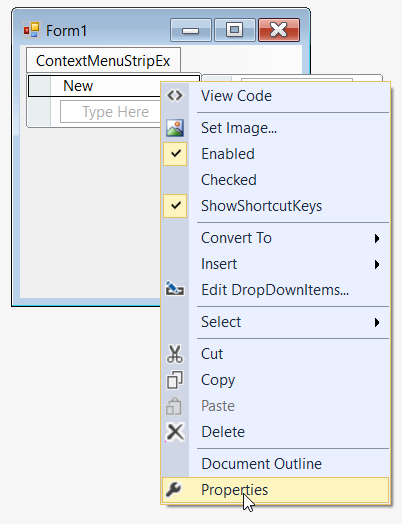 Form1
ContextMenuStripEx
New
Type Here
View Code
Set Image...
Enabled
Checked
ShowShortcutKeys
Convert To
Insert
Edit DropDownItems...
Select
Cut
Copy
Paste
Delete
Document Outline
Properties